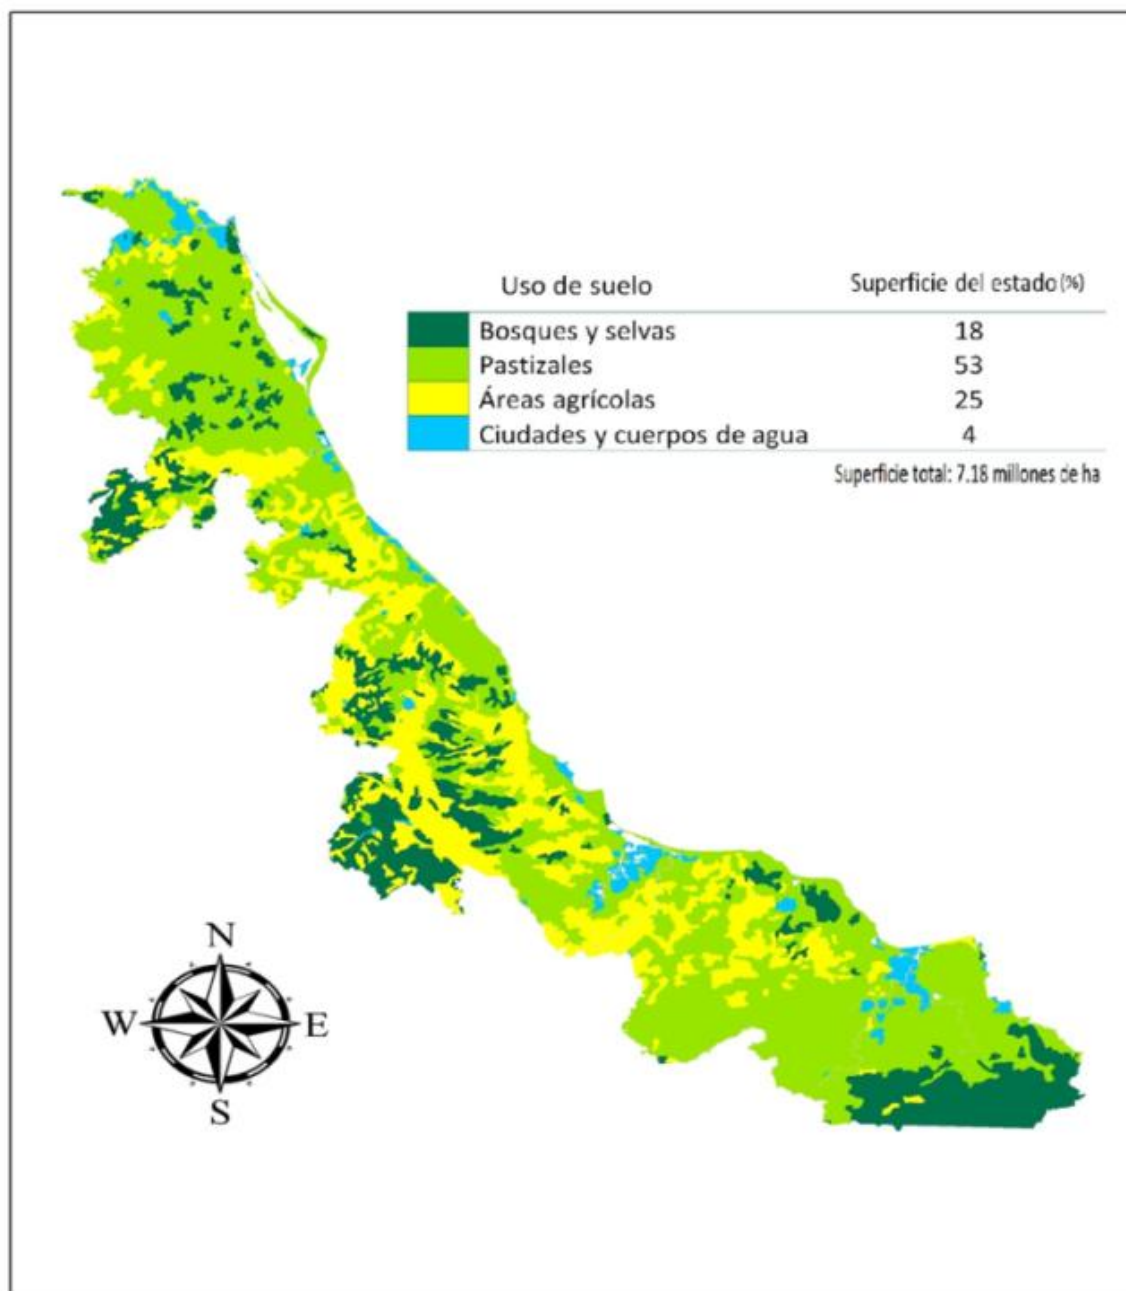 Uso de suelo Superficie del estado (%)
Bosques y selvas 18
Pastizales 53
Áreas agrícolas 25
Ciudades y cuerpos de agua 4
Superficie total: 7.18 millones de ha
N
W E
S